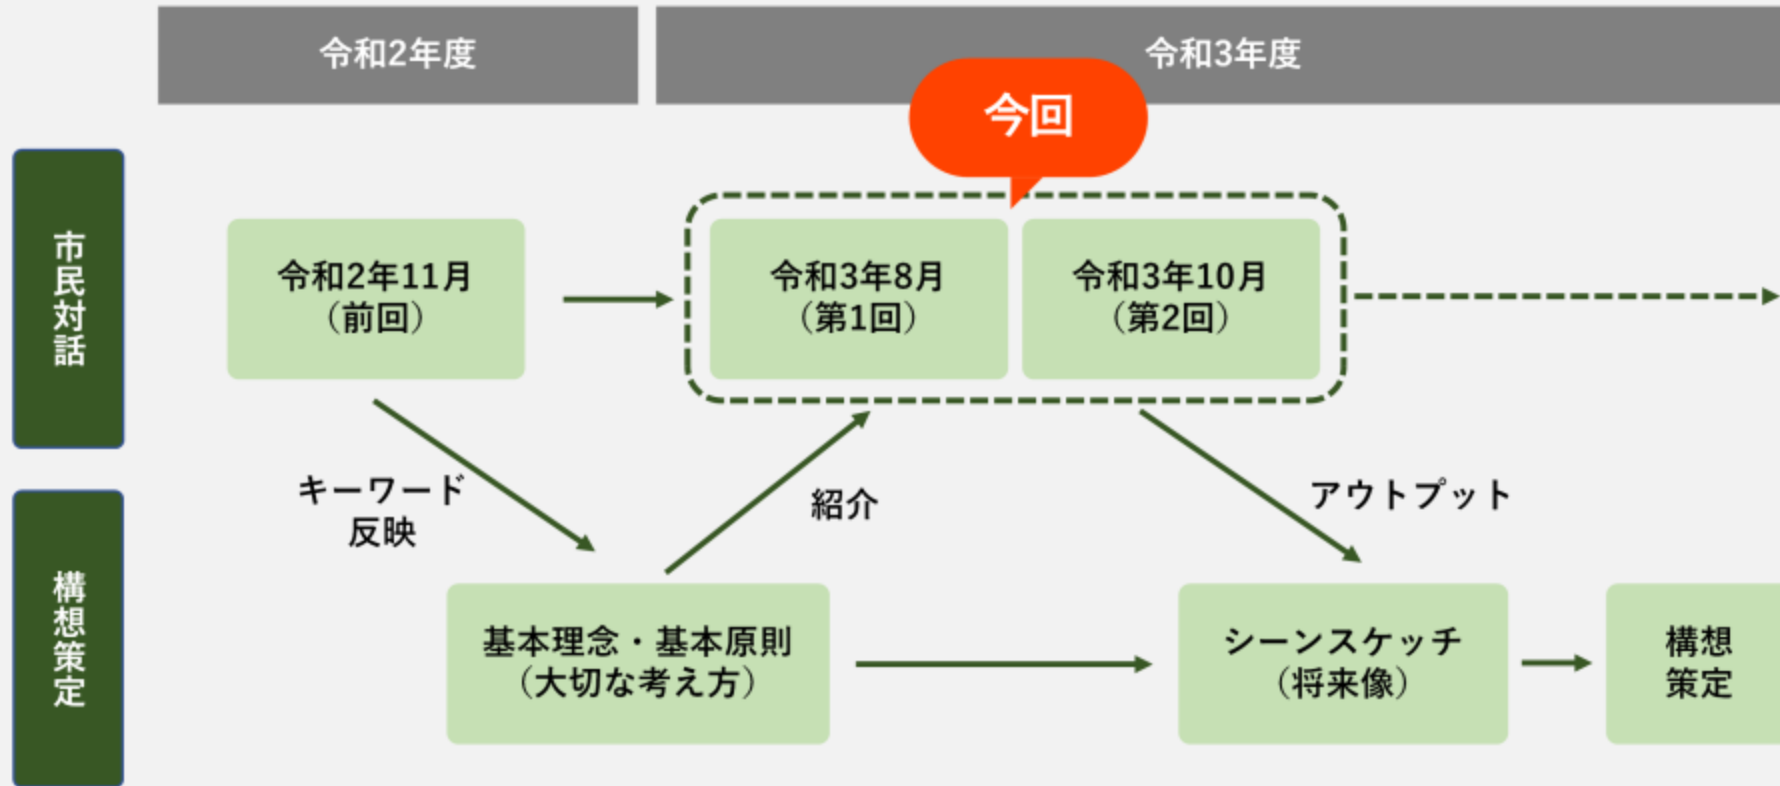 令和2年度
令和3年度
今回
市民対話
令和2年11月
（前回）
令和3年8月
（第1回）
令和3年10月
（第2回）
キーワード
反映
紹介
アウトプット
構想策定
基本理念・基本原則
（大切な考え方）
シーンスケッチ
（将来像）
構想
策定